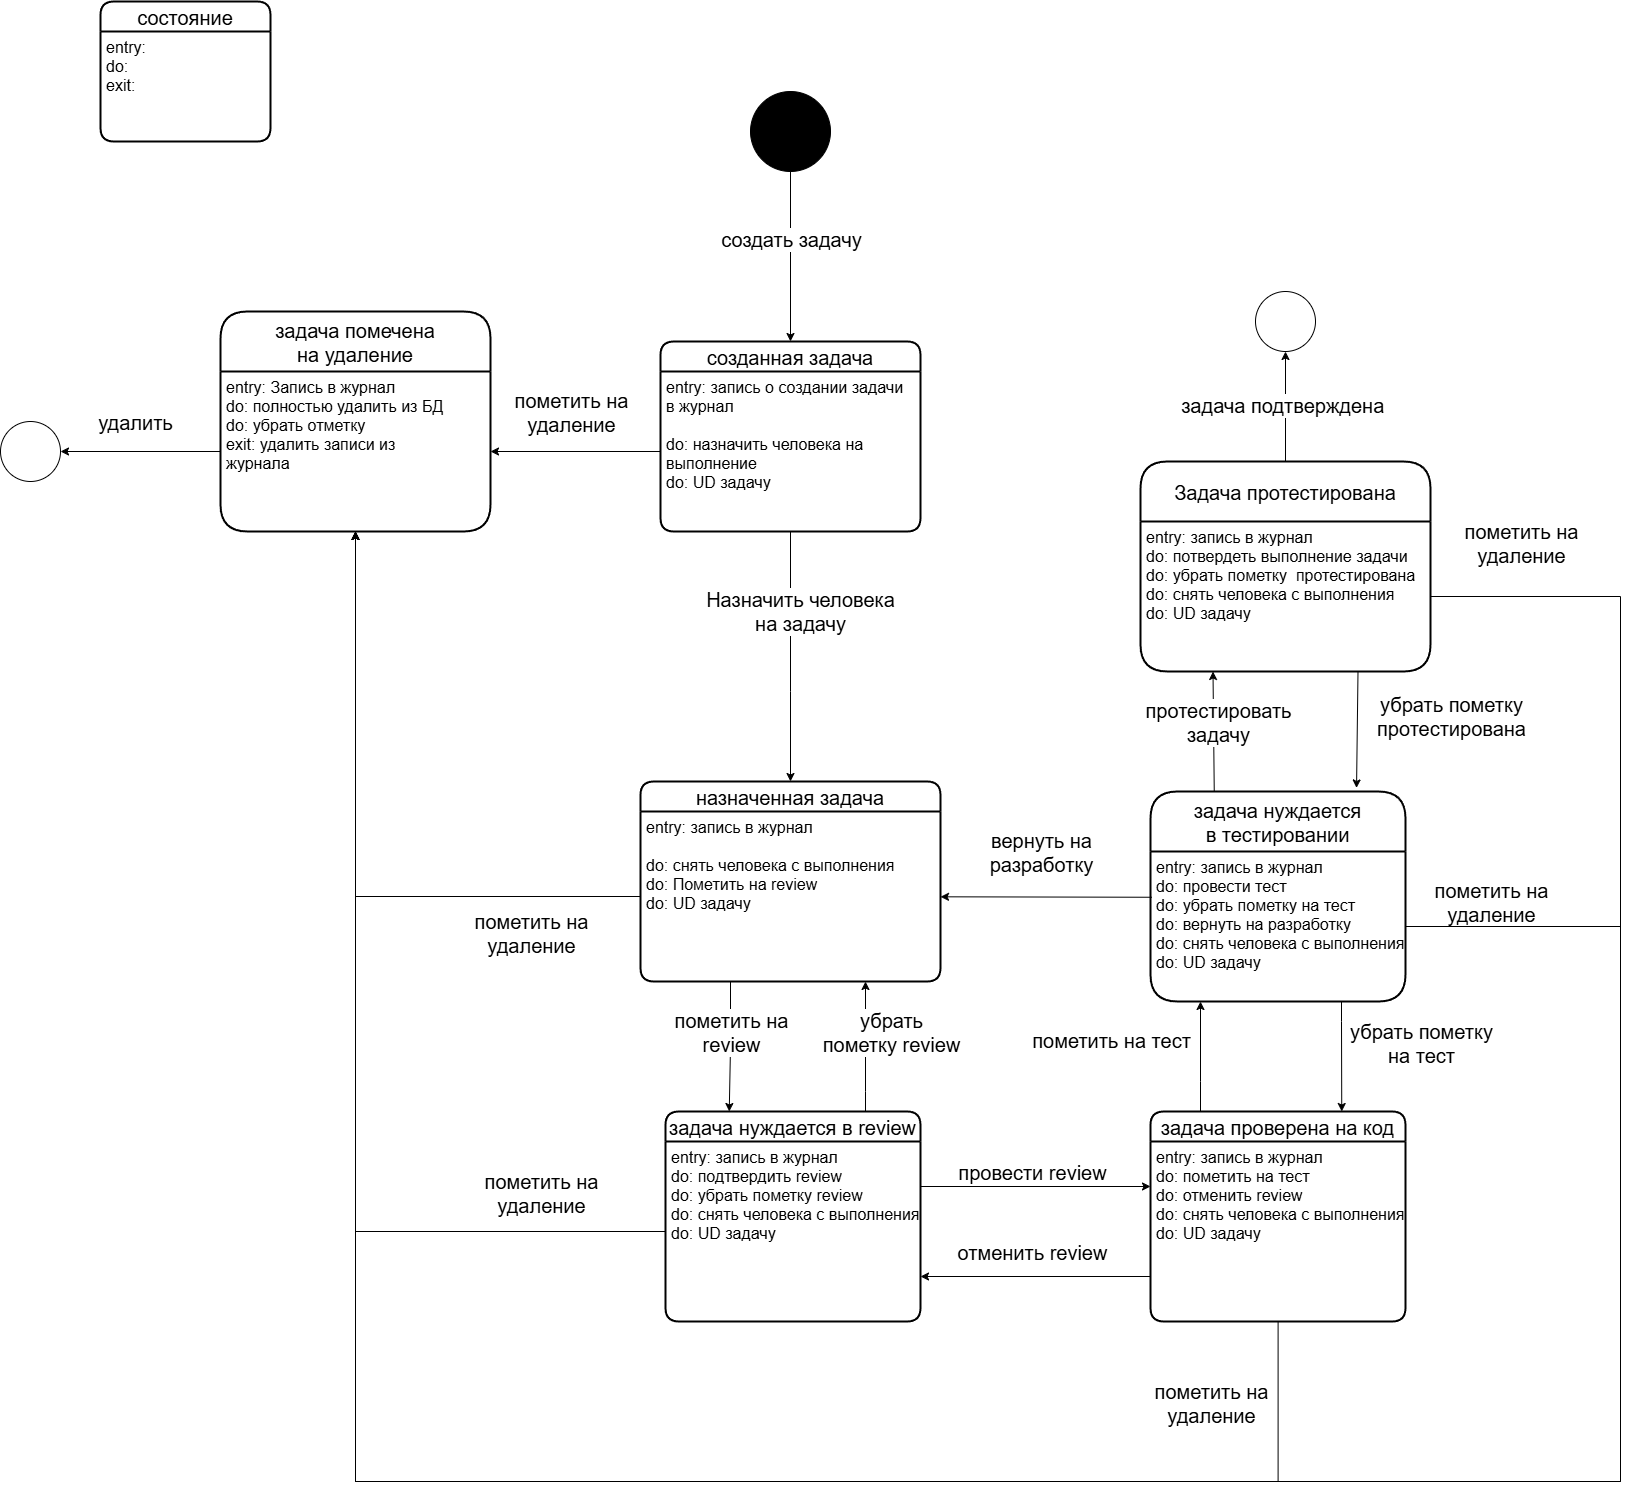 состояние
entry:
do:
exit:
создать задачу
задача помечена
на удаление
entry: Запись в журнал
do: полностью удалить из БД
do: убрать отметку
exit: удалить записи из
журнала
удалить
пометить на
удаление
созданная задача
entry: запись о создании задачи
в журнал
do: назначить человека на
выполнение
do: UD задачу
задача подтверждена
Задача протестирована
entry: запись в журнал
do: потвердеть выполнение задачи
do: убрать пометку  протестирована
do: снять человека с выполнения
do: UD задачу
пометить на
удаление
Назначить человека
на задачу
протестировать
задачу
убрать пометку
протестирована
назначенная задача
entry: запись в журнал
do: снять человека с выполнения
do: Пометить на review
do: UD задачу
вернуть на
разработку
задача нуждается
в тестировании
entry: запись в журнал
do: провести тест
do: убрать пометку на тест
do: вернуть на разработку
do: снять человека с выполнения
do: UD задачу
пометить на
удаление
пометить на
удаление
пометить на
review
убрать
пометку review
пометить на тест
убрать пометку
на тест
задача нуждается в review
entry: запись в журнал
do: подтвердить review
do: убрать пометку review
do: снять человека с выполнения
do: UD задачу
провести review
отменить review
задача проверена на код
entry: запись в журнал
do: пометить на тест
do: отменить review
do: снять человека с выполнения
do: UD задачу
пометить на
удаление
пометить на
удаление